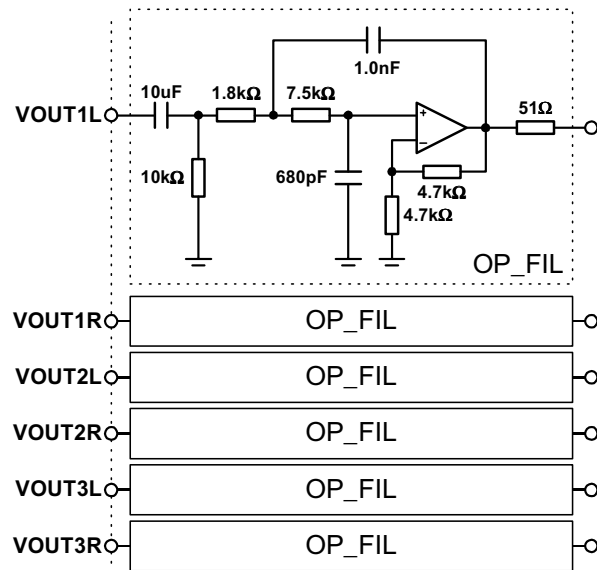 1.0nF
10uF
1.8kΩ
7.5kΩ
VOUT1L
+
51Ω
−
10kΩ
680pF
4.7kΩ
4.7kΩ
OP_FIL
VOUT1R
OP_FIL
VOUT2L
OP_FIL
VOUT2R
OP_FIL
VOUT3L
OP_FIL
VOUT3R
OP_FIL